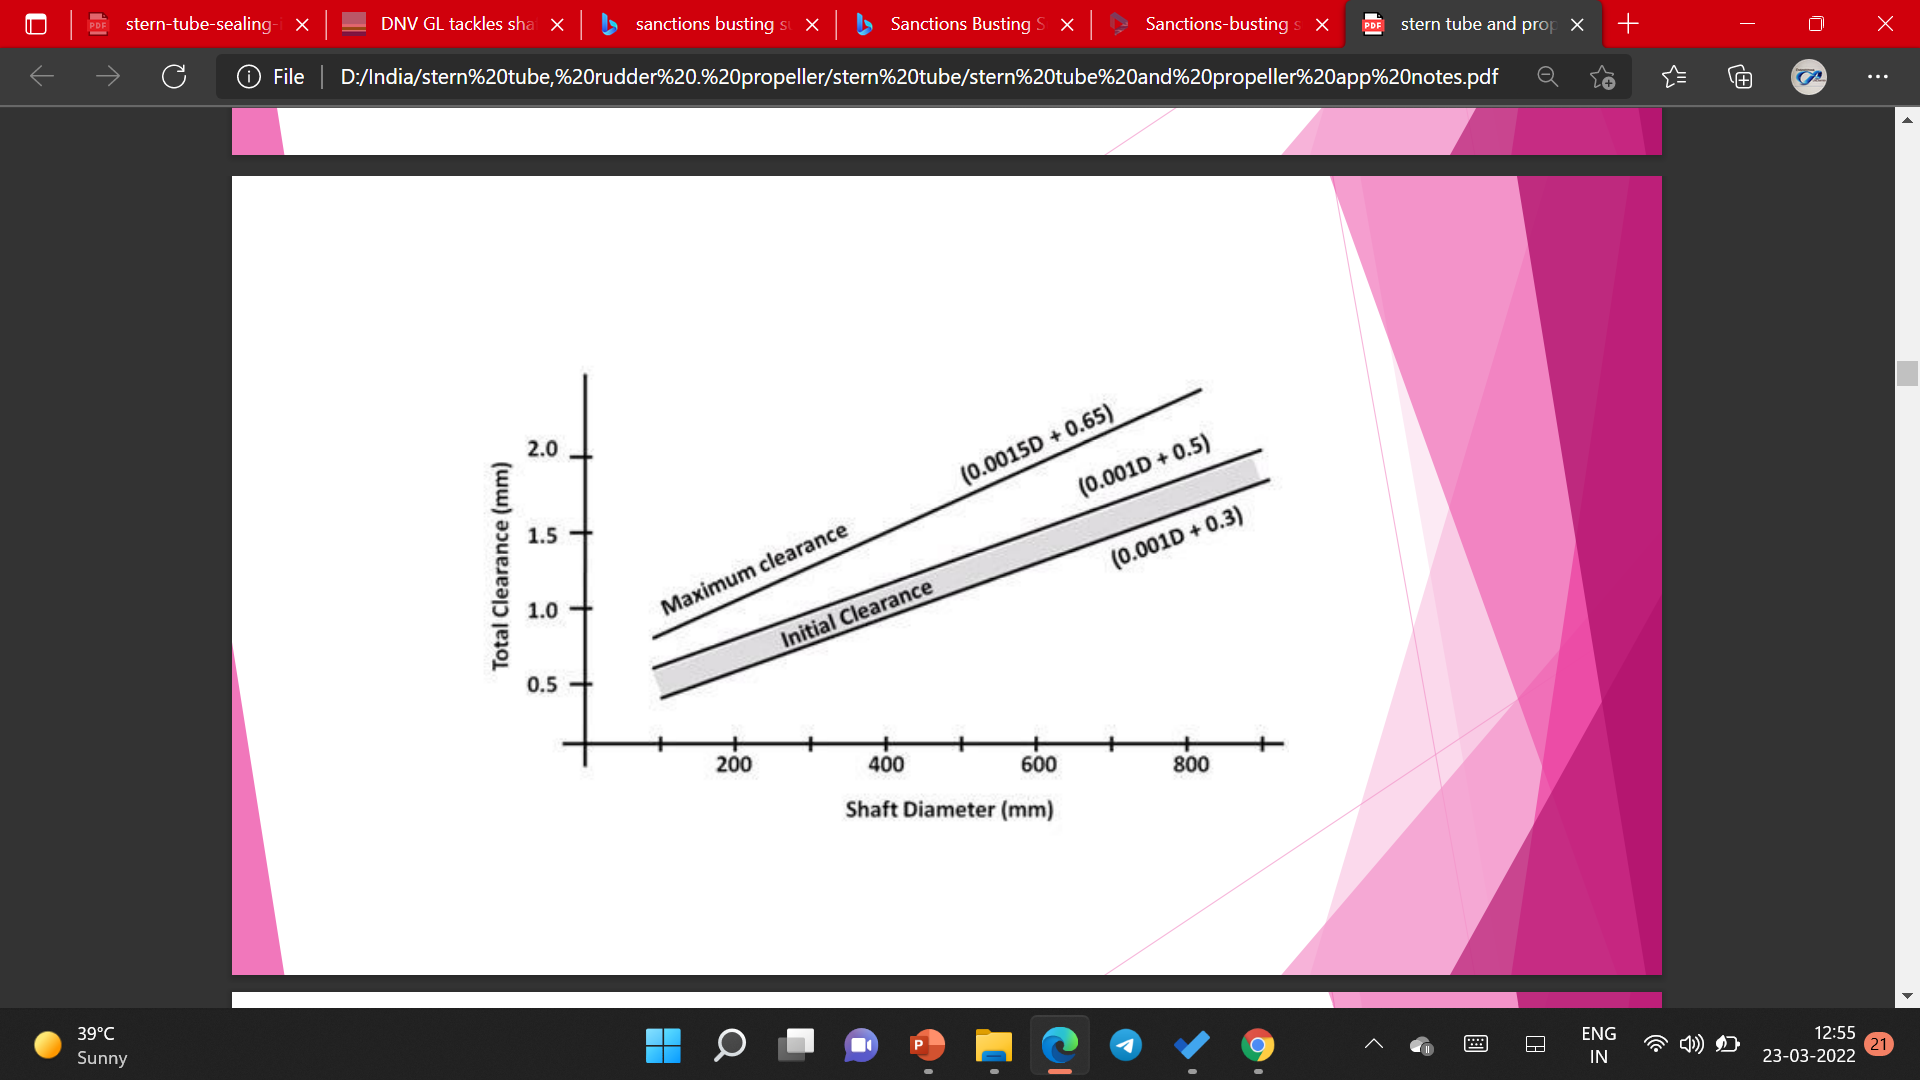 stern-tube-sealing-
DNV GL tackles sha
sanctions busting s
Sanctions Busting S
Sanctions-busting s
stern tube and prop
File
D:/India/stern%20tube,%20rudder%20.%20propeller/stern%20tube/stern%20tube%20and%20propeller%20app%20notes.pdf
(0.0015D + 0.65)
(0.001D + 0.5)
(0.001D + 0.3)
Maximum clearance
Initial Clearance
Total Clearance (mm)
2.0
1.5
1.0
0.5
200
400
600
800
Shaft Diameter (mm)
39°C
Sunny
ENG
IN
12:55
23-03-2022
21